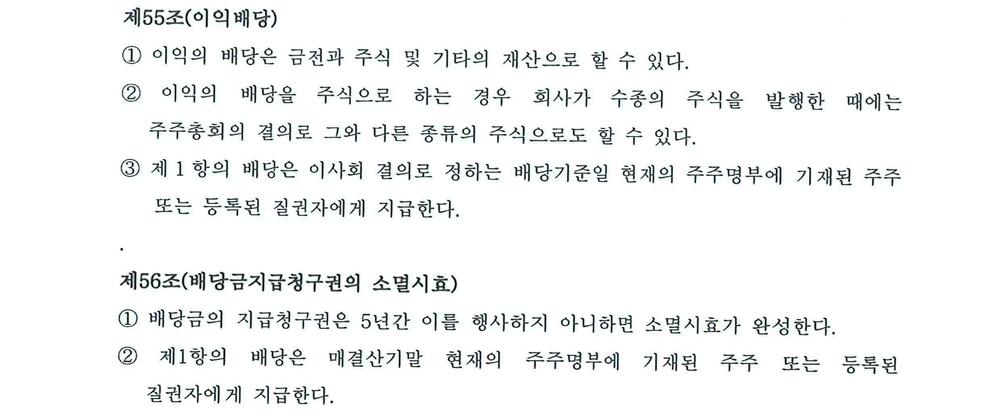 제55조(이익배당)
① 이익의 배당은 금전과 주식 및 기타의 재산으로 할 수 있다.
② 이익의 배당을 주식으로 하는 경우 회사가 수종의 주식을 발행한 때에는
주주총회의 결의로 그와 다른 종류의 주식으로도 할 수 있다.
③ 제1항의 배당은 이사회 결의로 정하는 배당기준일 현재의 주주명부에 기재된 주주
또는 등록된 질권자에게 지급한다.
.
제56조(배당금지급청구권의 소멸시효)
① 배당금의 지급청구권은 5년간 이를 행사하지 아니하면 소멸시효가 완성한다.
② 제1항의 배당은 매결산기말 현재의 주주명부에 기재된 주주 또는 등록된
질권자에게 지급한다.